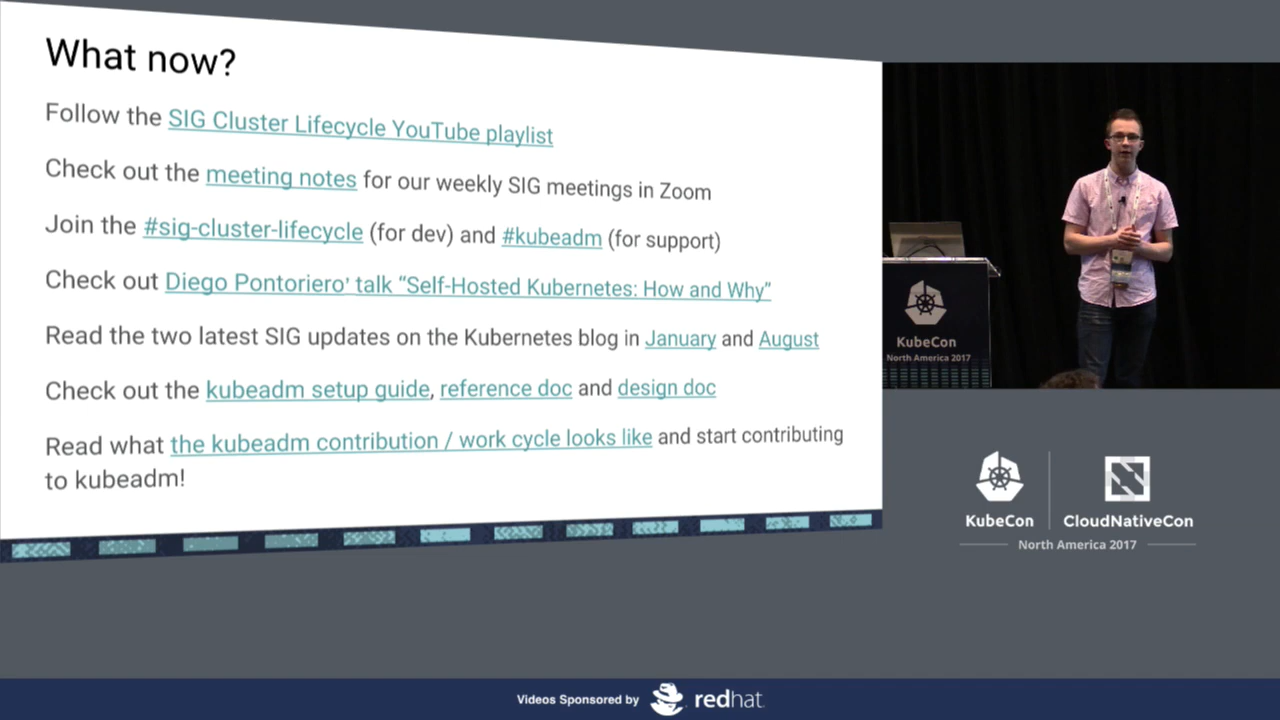 What now?
Follow the SIG Cluster Lifecycle YouTube playlist
Check out the meeting notes for our weekly SIG meetings in Zoom
Join the #sig-cluster-lifecycle (for dev) and #kubeadm (for support)
Check out Diego Pontoriero' talk “Self-Hosted Kubernetes: How and Why”
Read the two latest SIG updates on the Kubernetes blog in January and August
Check out the kubeadm setup guide, reference doc and design doc
Read what the kubeadm contribution / work cycle looks like and start contributing
to kubeadm!
KubeCon
North America 2017
KubeCon
CloudNativeCon
North America 2017
Videos Sponsored by redhat.